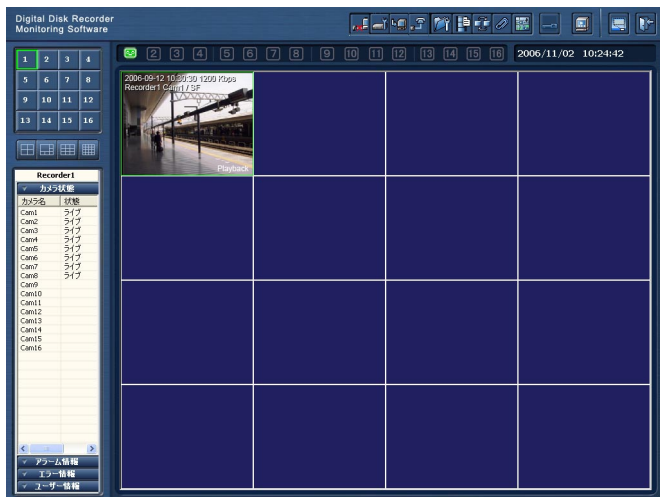 Digital Disk Recorder
Monitoring Software
1 2 3 4 5 6 7 8 9 10 11 12 13 14 15 16
2006/11/02 10:24:42
1 2 3 4
5 6 7 8
9 10 11 12
13 14 15 16
2006-09-12 10:30:30 1200 Kbps
Recorder1 Cam1 / SF
Playback
Recorder1
カメラ状態
カメラ名 状態
Cam1 ライブ
Cam2 ライブ
Cam3 ライブ
Cam4 ライブ
Cam5 ライブ
Cam6 ライブ
Cam7 ライブ
Cam8 ライブ
Cam9
Cam10
Cam11
Cam12
Cam13
Cam14
Cam15
Cam16
アラーム情報
エラー情報
ユーザー情報